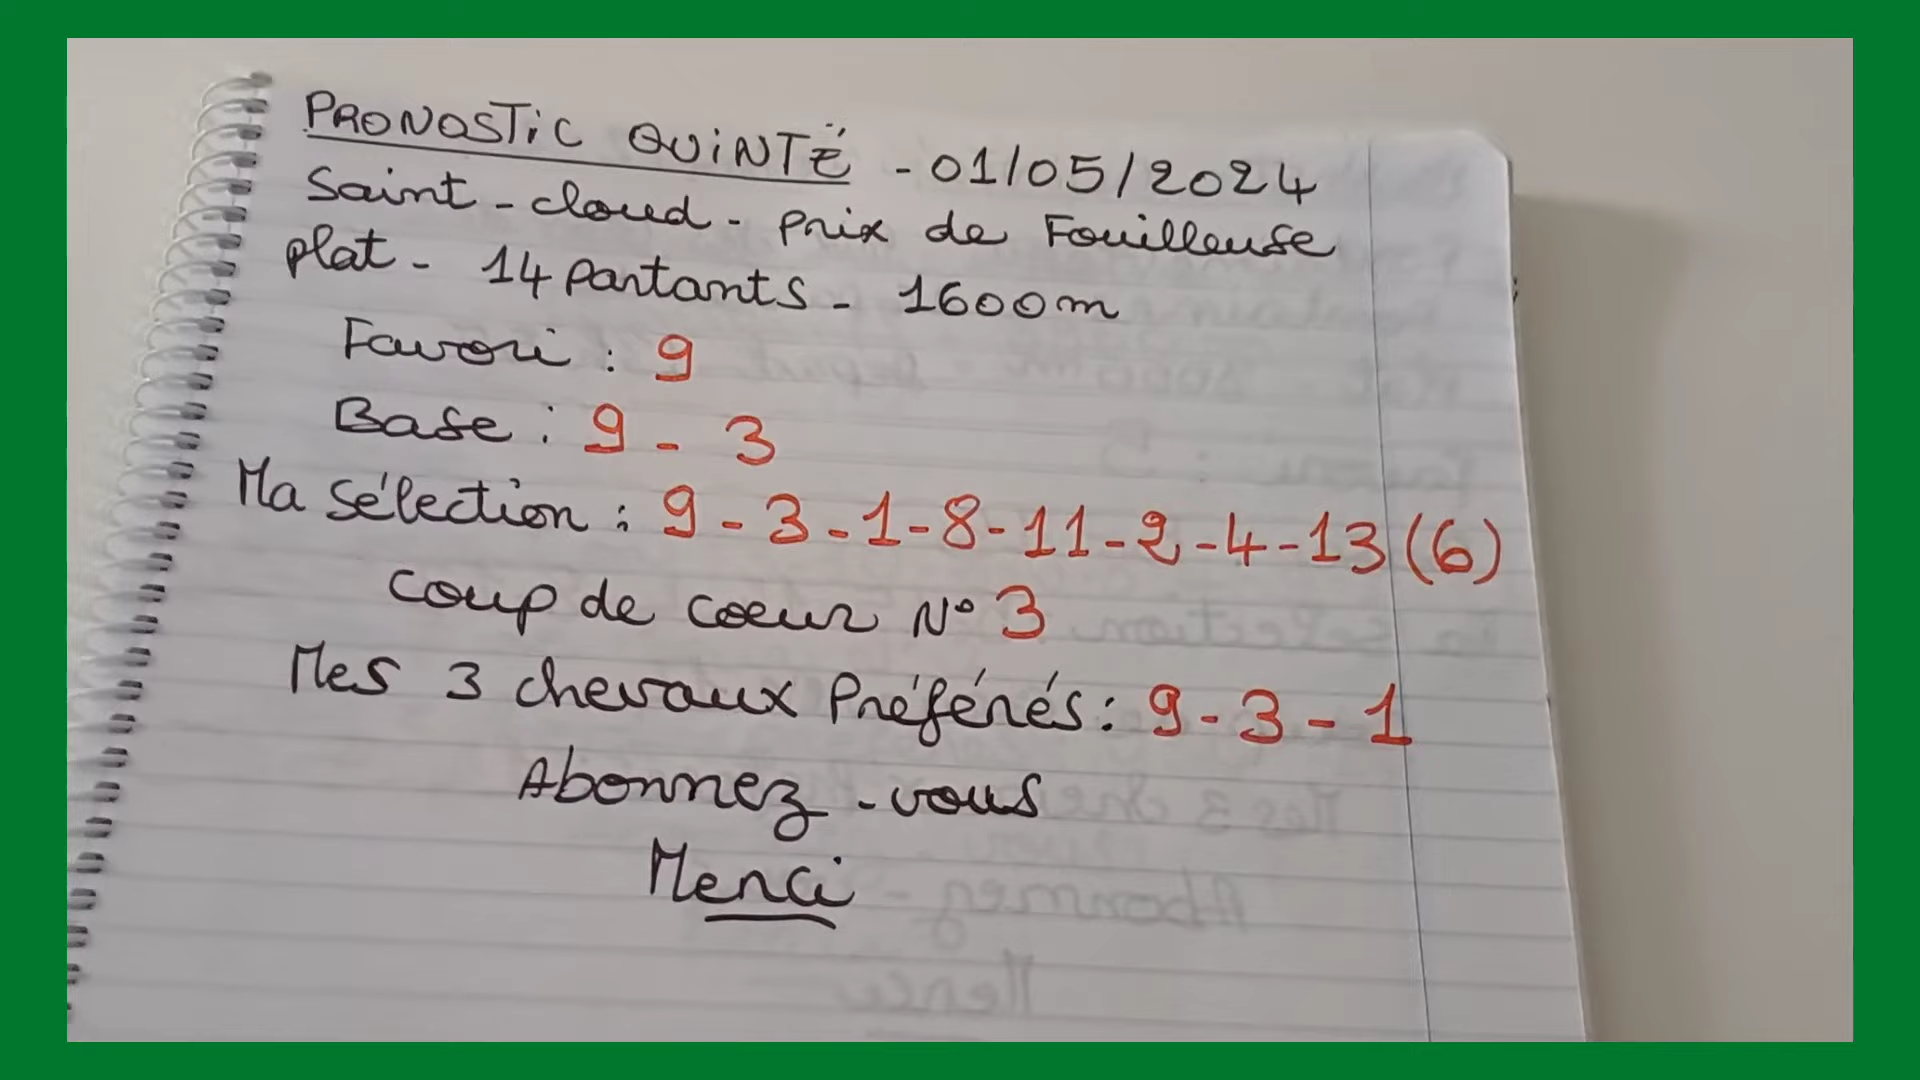 PRONOSTiC QUiNTË - 01/05/2024
Saint-cloud - prix de Fouilleuse
plat - 14 partants - 1600m
Favori : 9
Base : 9 - 3
Ma sélection : 9 - 3 - 1 - 8 - 11 - 2 - 4 - 13 (6)
coup de coeur N° 3
Mes 3 chevaux Préférés : 9 - 3 - 1
Abonnez-vous
Merci